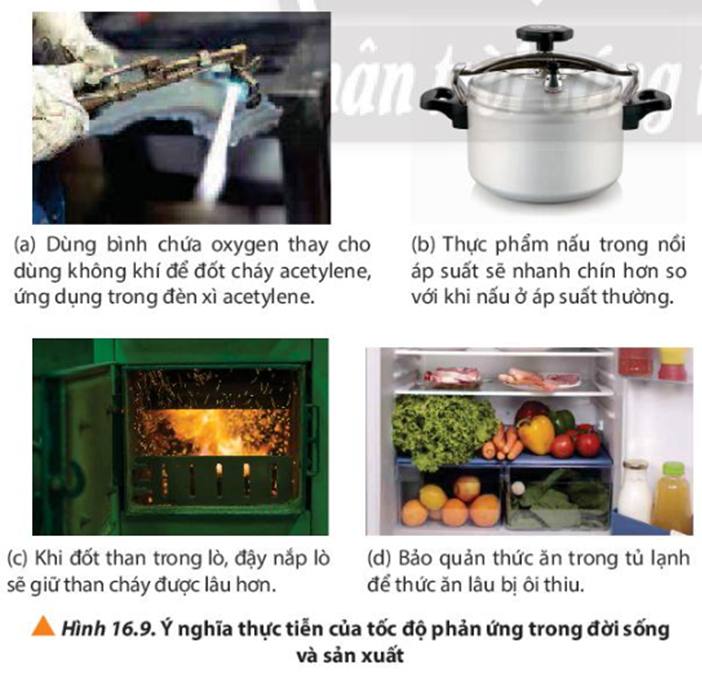 ân trời sáng t
(a) Dùng bình chứa oxygen thay cho
dùng không khí để đốt cháy acetylene,
ứng dụng trong đèn xì acetylene.
(b) Thực phẩm nấu trong nồi
áp suất sẽ nhanh chín hơn so
với khi nấu ở áp suất thường.
(c) Khi đốt than trong lò, đậy nắp lò
sẽ giữ than cháy được lâu hơn.
(d) Bảo quản thức ăn trong tủ lạnh
để thức ăn lâu bị ôi thiu.
Hình 16.9. Ý nghĩa thực tiễn của tốc độ phản ứng trong đời sống
và sản xuất